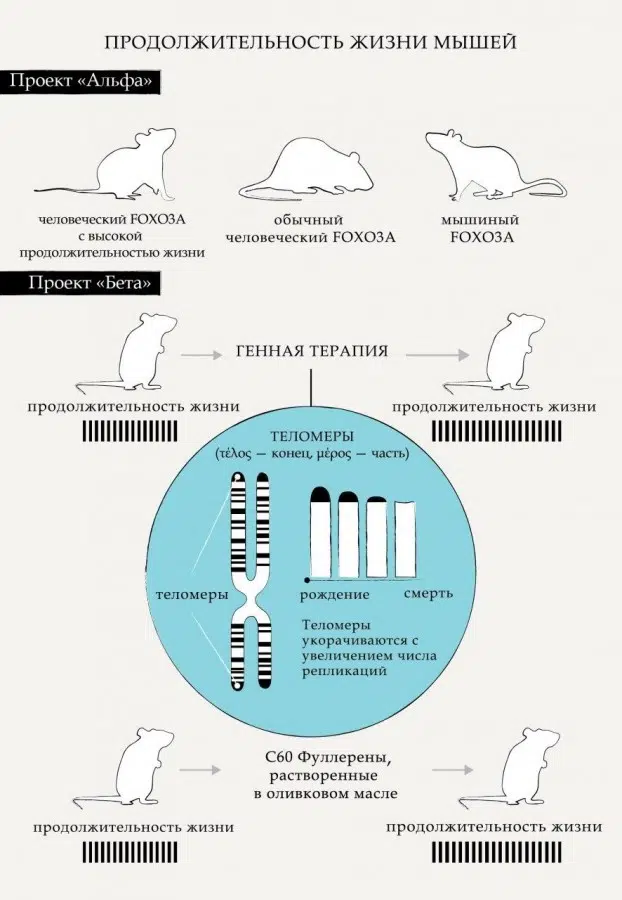 ПРОДОЛЖИТЕЛЬНОСТЬ ЖИЗНИ МЫШЕЙ
Проект «Альфа»
человеческий FOXO3A
с высокой
продолжительностью жизни
обычный
человеческий FOXO3A
мышиный
FOXO3A
Проект «Бета»
ГЕННАЯ ТЕРАПИЯ
продолжительность жизни
продолжительность жизни
ТЕЛОМЕРЫ
(τέλος — конец, μέρος — часть)
теломеры
рождение
смерть
Теломеры
укорачиваются с
увеличением числа
репликаций
С60 Фуллерены,
растворенные
в оливковом масле
продолжительность жизни
продолжительность жизни